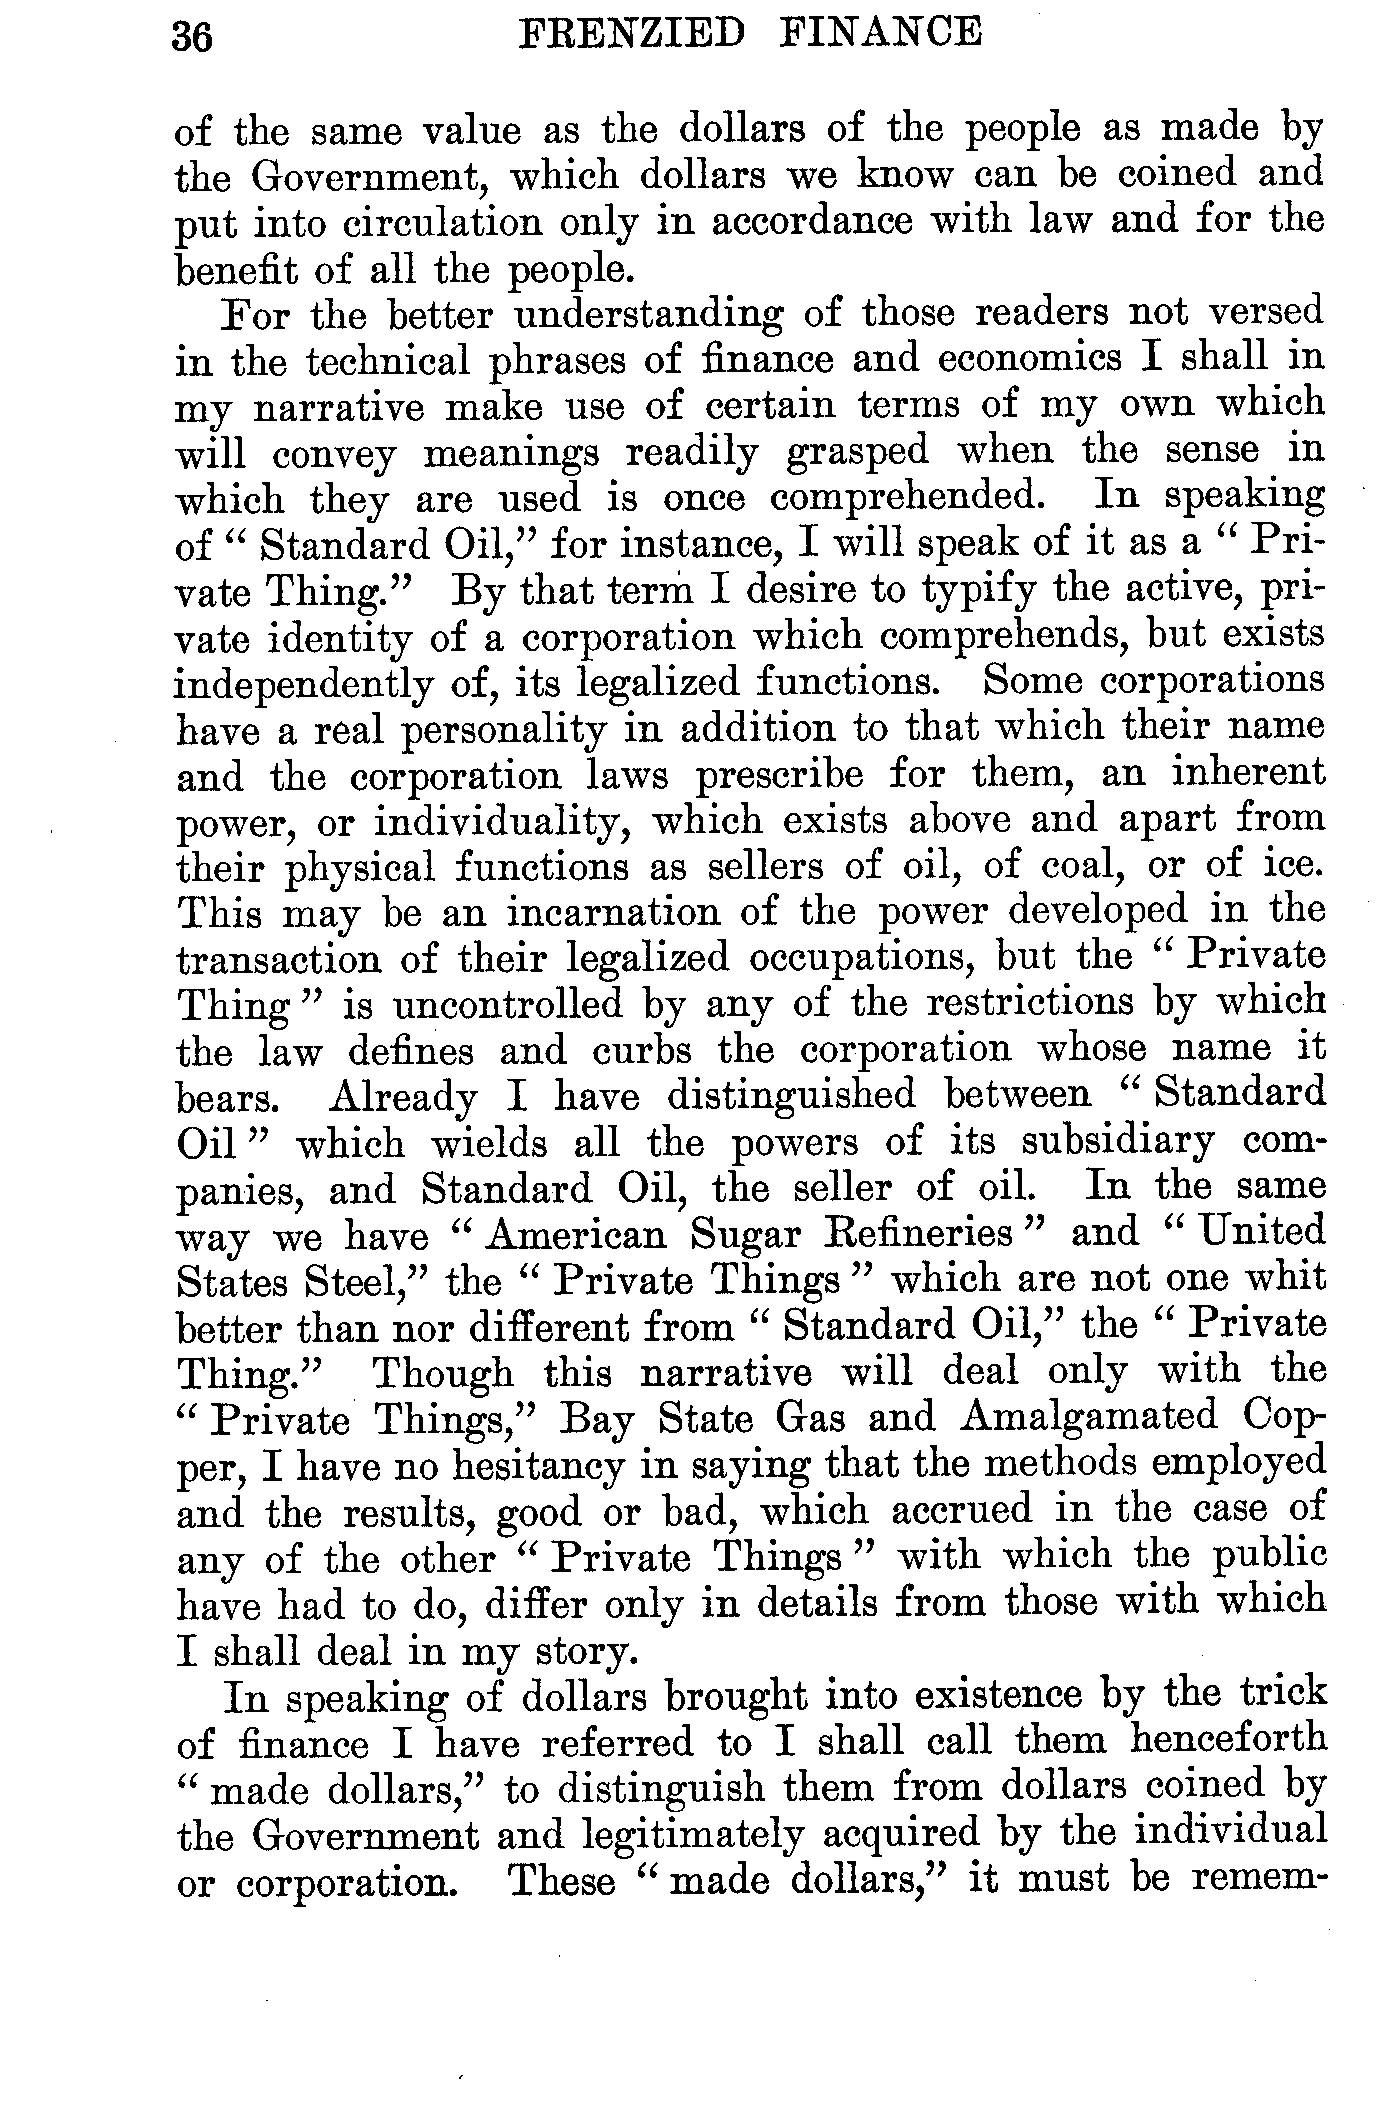 36 FRENZIED FINANCE
of the same value as the dollars of the people as made by
the Government, which dollars we know can be coined and
put into circulation only in accordance with law and for the
benefit of all the people.
For the better understanding of those readers not versed
in the technical phrases of finance and economics I shall in
my narrative make use of certain terms of my own which
will convey meanings readily grasped when the sense in
which they are used is once comprehended. In speaking
of “ Standard Oil,” for instance, I will speak of it as a “ Pri-
vate Thing.” By that term I desire to typify the active, pri-
vate identity of a corporation which comprehends, but exists
independently of, its legalized functions. Some corporations
have a real personality in addition to that which their name
and the corporation laws prescribe for them, an inherent
power, or individuality, which exists above and apart from
their physical functions as sellers of oil, of coal, or of ice.
This may be an incarnation of the power developed in the
transaction of their legalized occupations, but the “ Private
Thing ” is uncontrolled by any of the restrictions by which
the law defines and curbs the corporation whose name it
bears. Already I have distinguished between “ Standard
Oil ” which wields all the powers of its subsidiary com-
panies, and Standard Oil, the seller of oil. In the same
way we have “ American Sugar Refineries ” and “ United
States Steel,” the “ Private Things ” which are not one whit
better than nor different from “ Standard Oil,” the “ Private
Thing.” Though this narrative will deal only with the
“ Private Things,” Bay State Gas and Amalgamated Cop-
per, I have no hesitancy in saying that the methods employed
and the results, good or bad, which accrued in the case of
any of the other “ Private Things ” with which the public
have had to do, differ only in details from those with which
I shall deal in my story.
In speaking of dollars brought into existence by the trick
of finance I have referred to I shall call them henceforth
“ made dollars,” to distinguish them from dollars coined by
the Government and legitimately acquired by the individual
or corporation. These “ made dollars,” it must be remem-